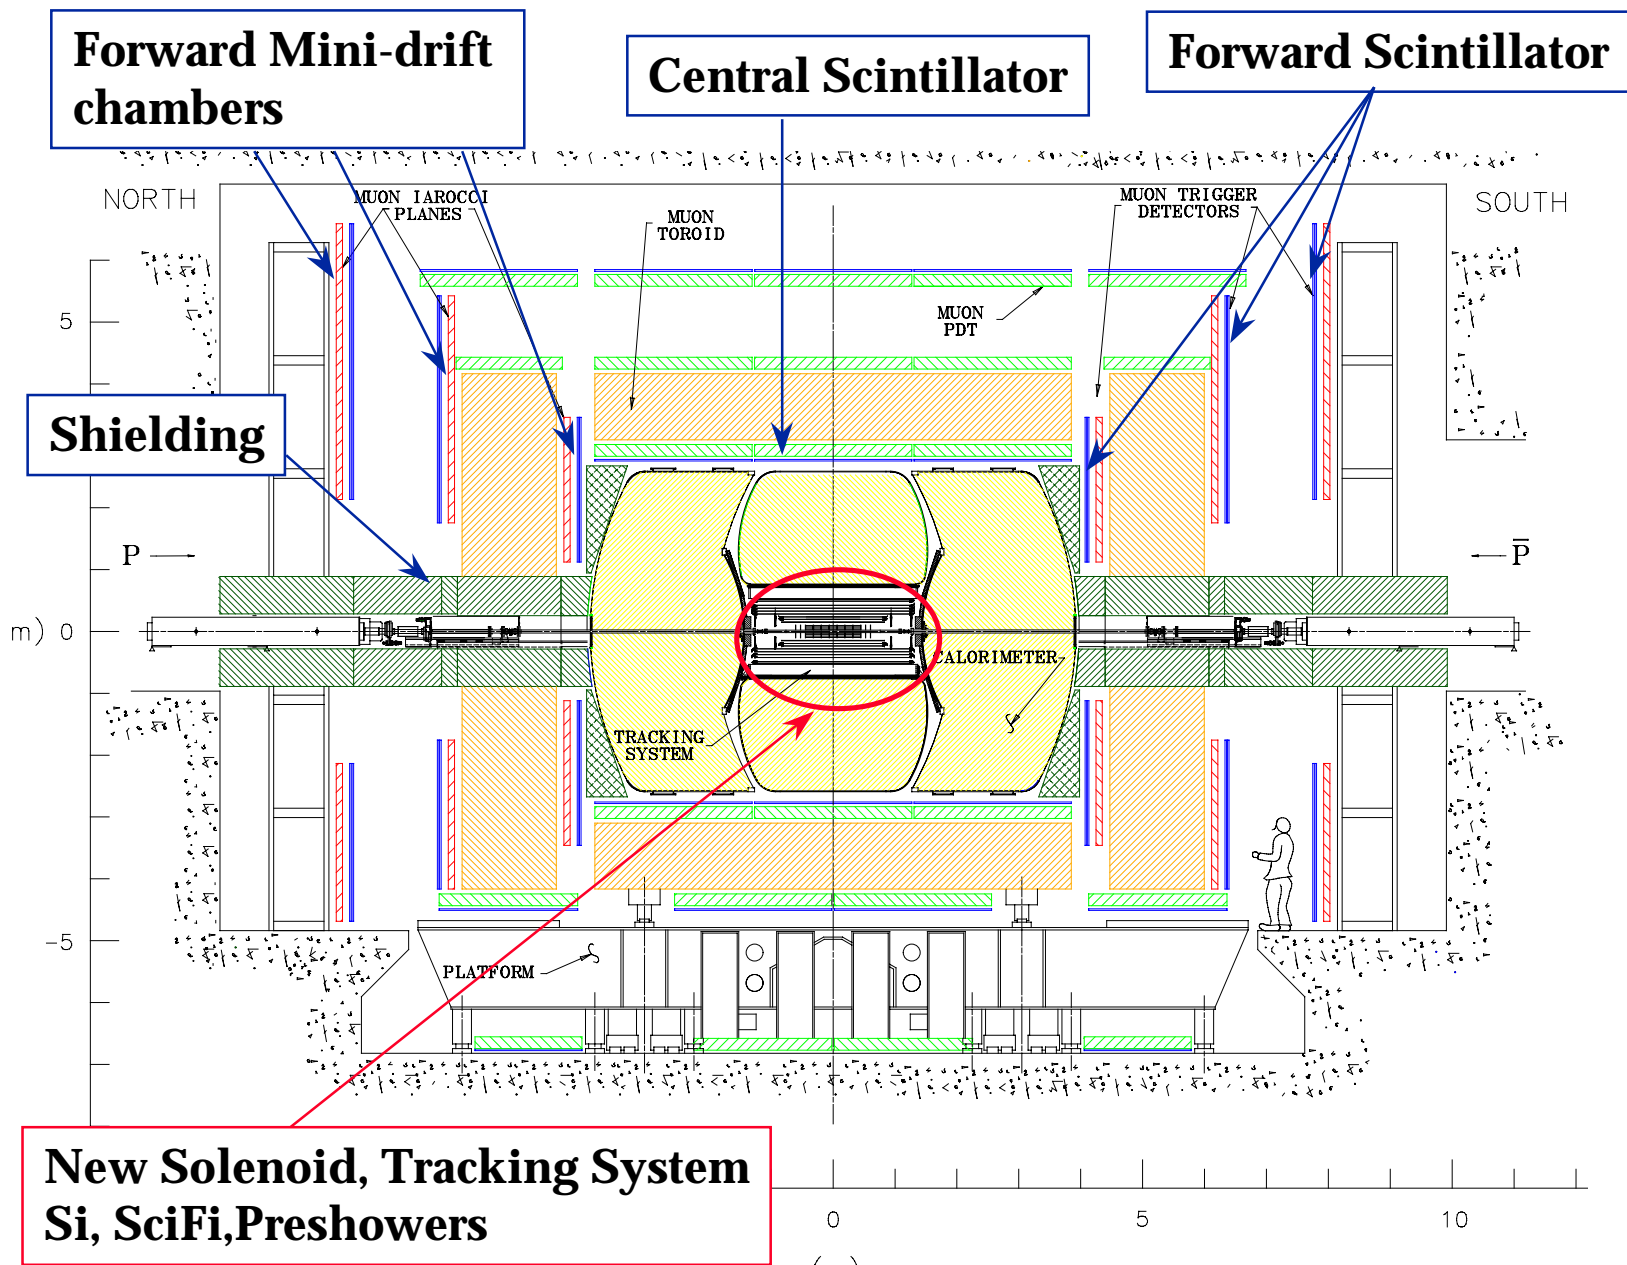 Forward Mini-drift
chambers
Central Scintillator
Forward Scintillator
NORTH
MUON IAROCCI
PLANES
MUON
TOROID
MUON TRIGGER
DETECTORS
SOUTH
5
MUON
PDT
Shielding
P
P̅
m) 0
CALORIMETER
TRACKING
SYSTEM
-5
PLATFORM
New Solenoid, Tracking System
Si, SciFi,Preshowers
0 5 10